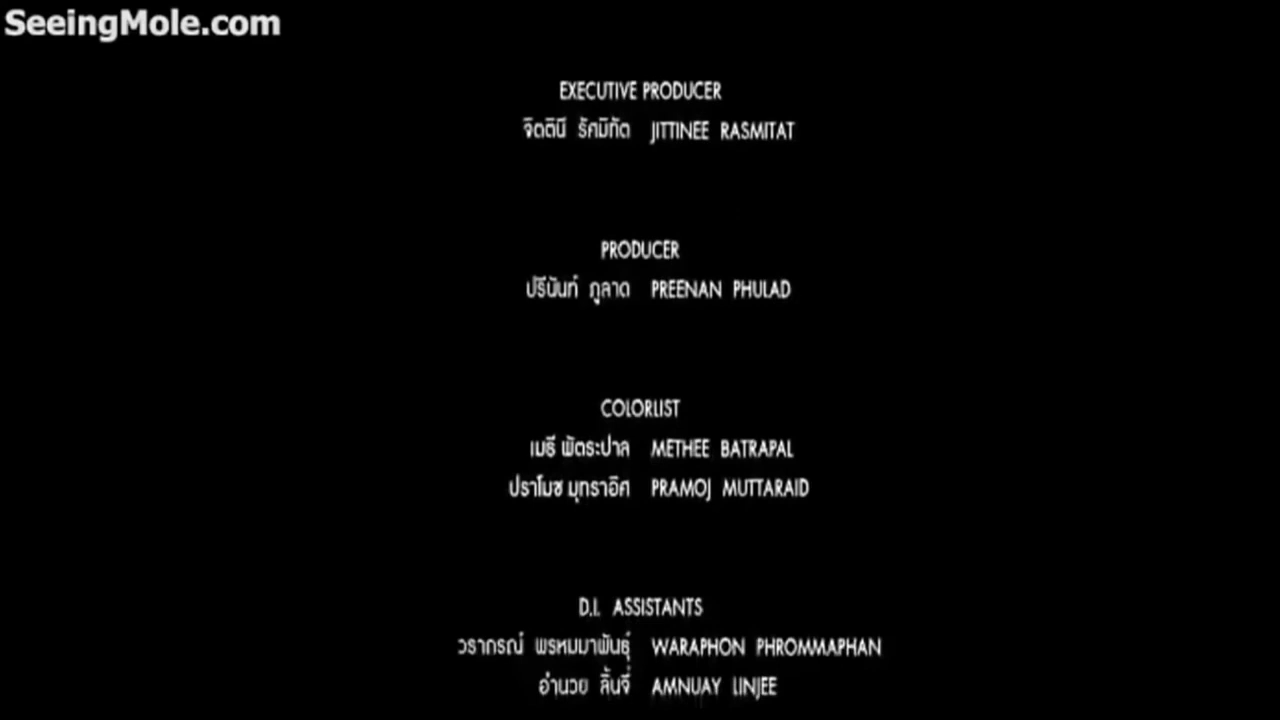 SeeingMole.com
EXECUTIVE PRODUCER
จิตตินี รัศมิทัต JITTINEE RASMITAT
PRODUCER
ปรีนันท์ ภูลาด PREENAN PHULAD
COLORLIST
เมธี พัตระปาล METHEE BATRAPAL
ปราโมช มุทราอิศ PRAMOJ MUTTARAID
D.I. ASSISTANTS
วราภรณ์ พรหมมาพันธุ์ WARAPHON PHROMMAPHAN
อำนวย ลิ้นจี่ AMNUAY LINJEE